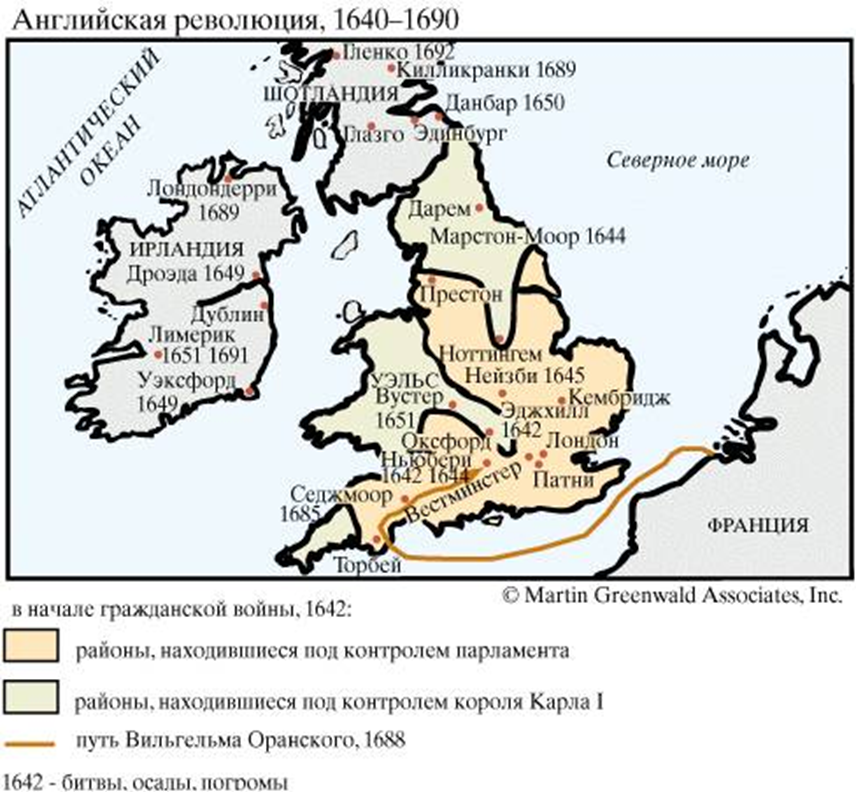 Английская революция, 1640–1690
АТЛАНТИЧЕСКИЙ
ОКЕАН
Гленко 1692
Килликранки 1689
ШОТЛАНДИЯ
Данбар 1650
Глазго
Эдинбург
Северное море
Лондондерри
1689
Дарем
Марстон-Моор 1644
ИРЛАНДИЯ
Дроэда 1649
Престон
Дублин
Лимерик
1651 1691
Ноттингем
Нейзби 1645
Уэксфорд
1649
УЭЛЬС
Вустер
1651
Кембридж
Эджхилл
1642
Оксфорд
Лондон
Ньюбери
1642 1644
Вестминстер
Патни
Седжмоор
1685
Торбей
ФРАНЦИЯ
© Martin Greenwald Associates, Inc.
в начале гражданской войны, 1642:
районы, находившиеся под контролем парламента
районы, находившиеся под контролем короля Карла I
путь Вильгельма Оранского, 1688
1642 - битвы, осады, погромы